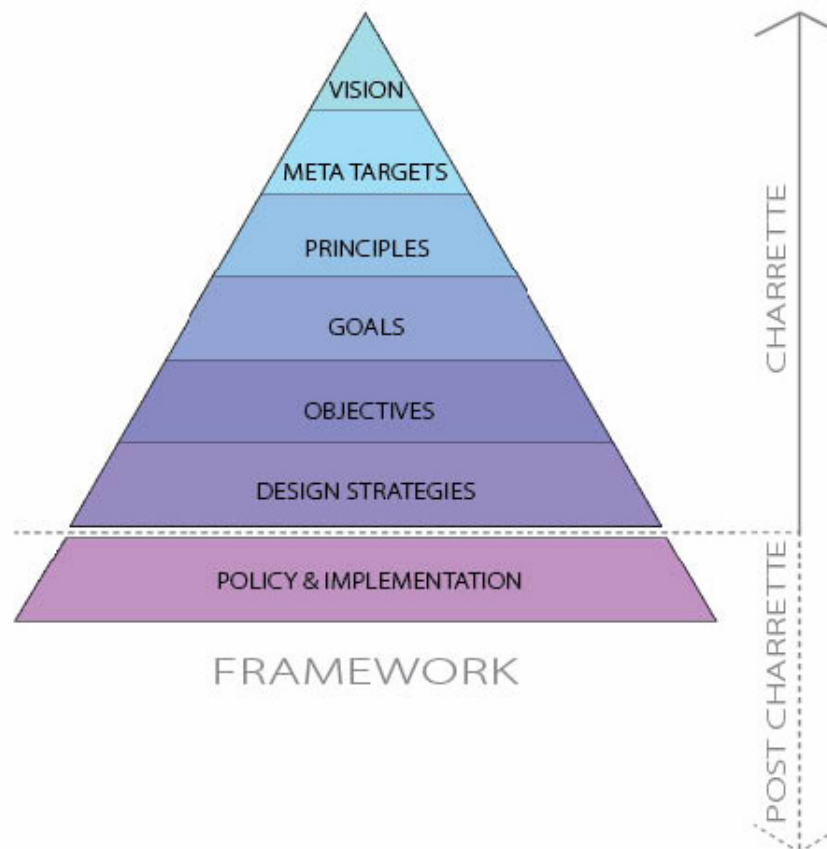 VISION
META TARGETS
PRINCIPLES
GOALS
OBJECTIVES
DESIGN STRATEGIES
POLICY & IMPLEMENTATION
FRAMEWORK
CHARRETTE
POST CHARRETTE